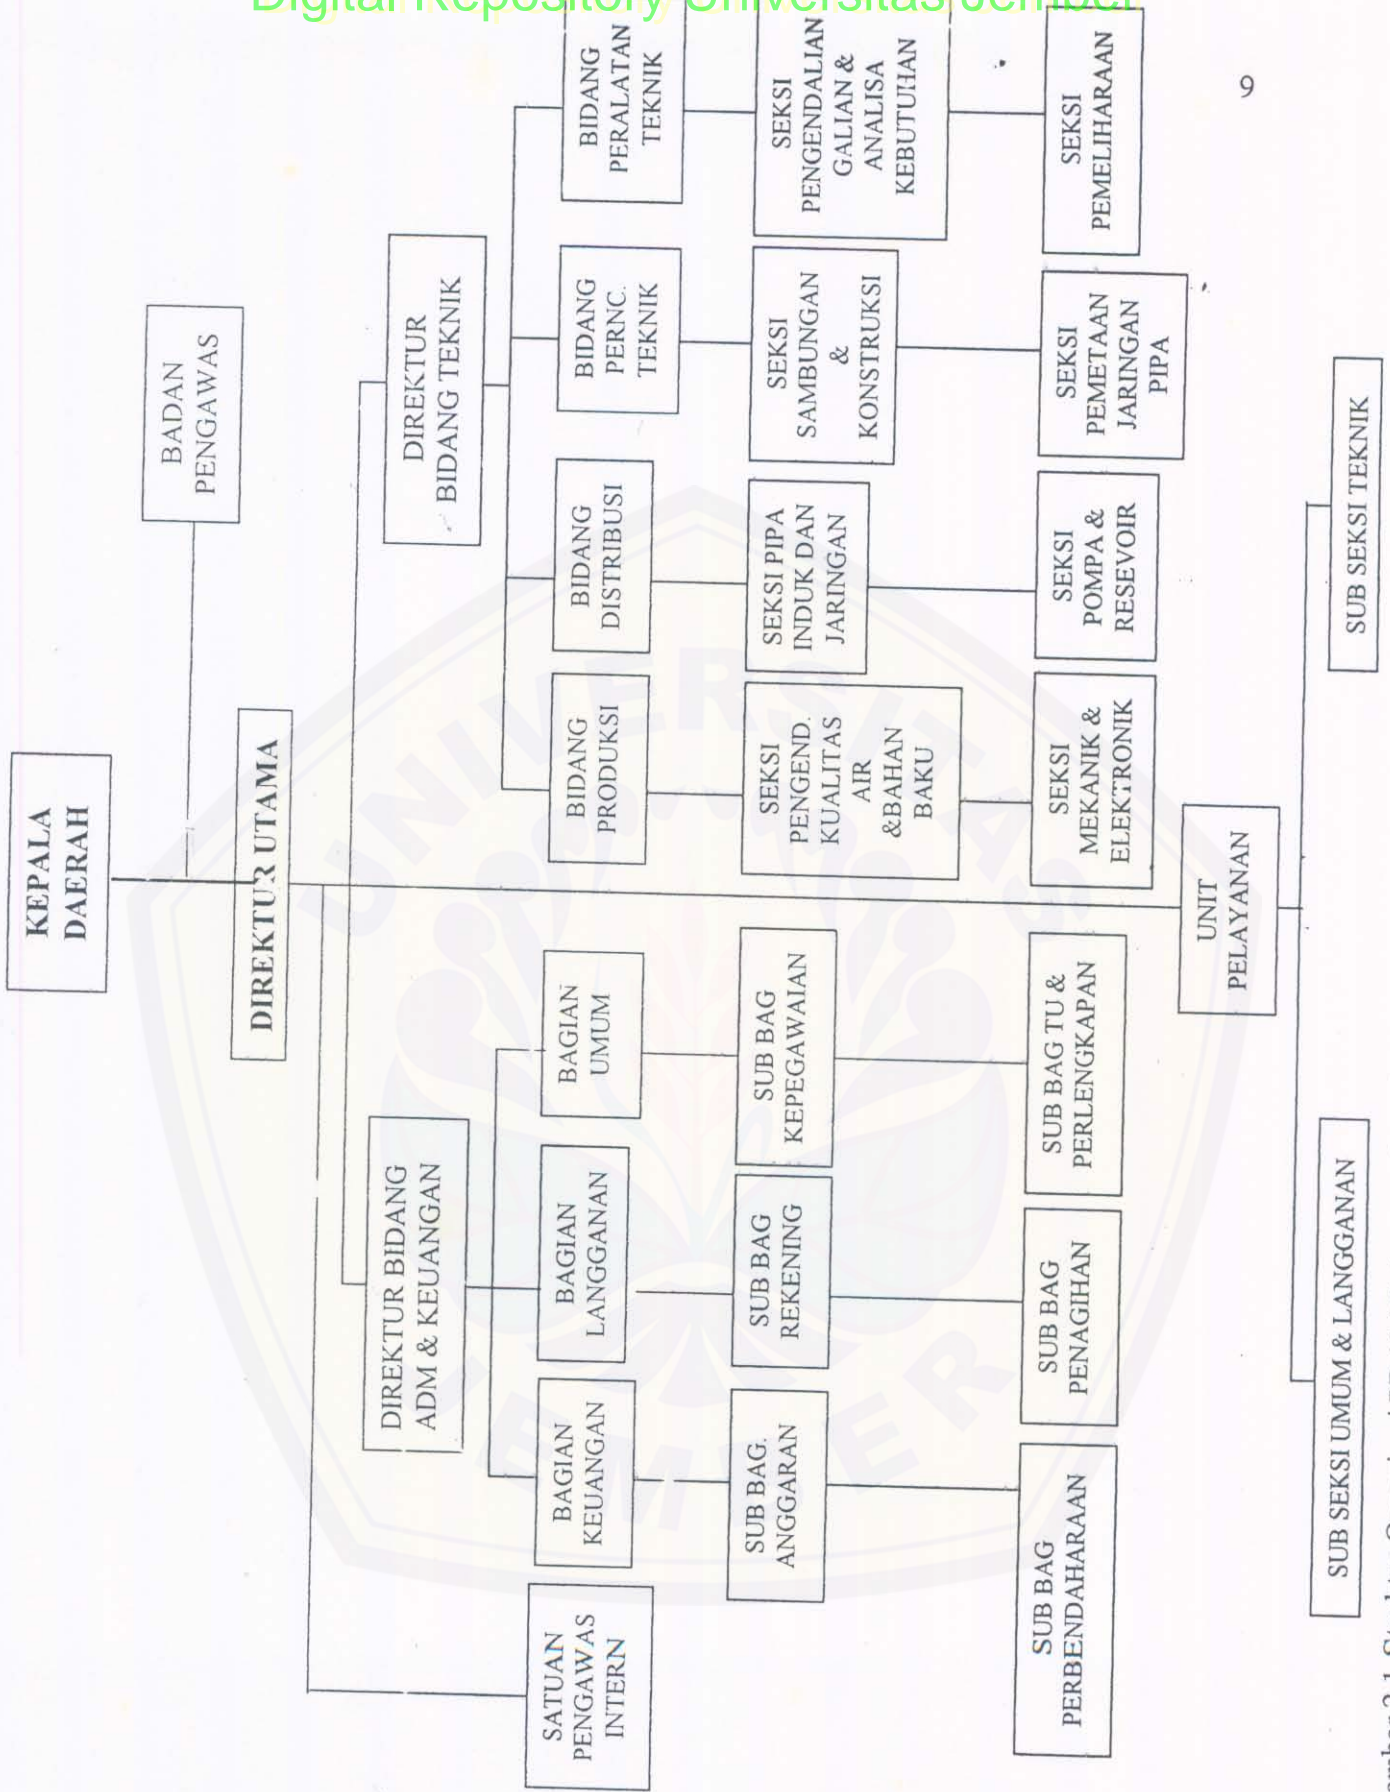 Digital Repository Universitas Jember
9
KEPALA
DAERAH
BADAN
PENGAWAS
DIREKTUR UTAMA
DIREKTUR BIDANG
ADM & KEUANGAN
DIREKTUR
BIDANG TEKNIK
SATUAN
PENGAWAS
INTERN
BAGIAN
KEUANGAN
BAGIAN
LANGGANAN
BAGIAN
UMUM
BIDANG
PRODUKSI
BIDANG
DISTRIBUSI
BIDANG
PERNC.
TEKNIK
BIDANG
PERALATAN
TEKNIK
SUB BAG.
ANGGARAN
SUB BAG
REKENING
SUB BAG
KEPEGAWAIAN
SEKSI
PENGEND.
KUALITAS
AIR
&BAHAN
BAKU
SEKSI PIPA
INDUK DAN
JARINGAN
SEKSI
SAMBUNGAN
&
KONSTRUKSI
SEKSI
PENGENDALIAN
GALIAN &
ANALISA
KEBUTUHAN
SUB BAG
PERBENDAHARAAN
SUB BAG
PENAGIHAN
SUB BAG TU &
PERLENGKAPAN
SEKSI
MEKANIK &
ELEKTRONIK
SEKSI
POMPA &
RESEVOIR
SEKSI
PEMETAAN
JARINGAN
PIPA
SEKSI
PEMELIHARAAN
UNIT
PELAYANAN
SUB SEKSI UMUM & LANGGANAN
SUB SEKSI TEKNIK
UNIVERSITAS
JEMBER